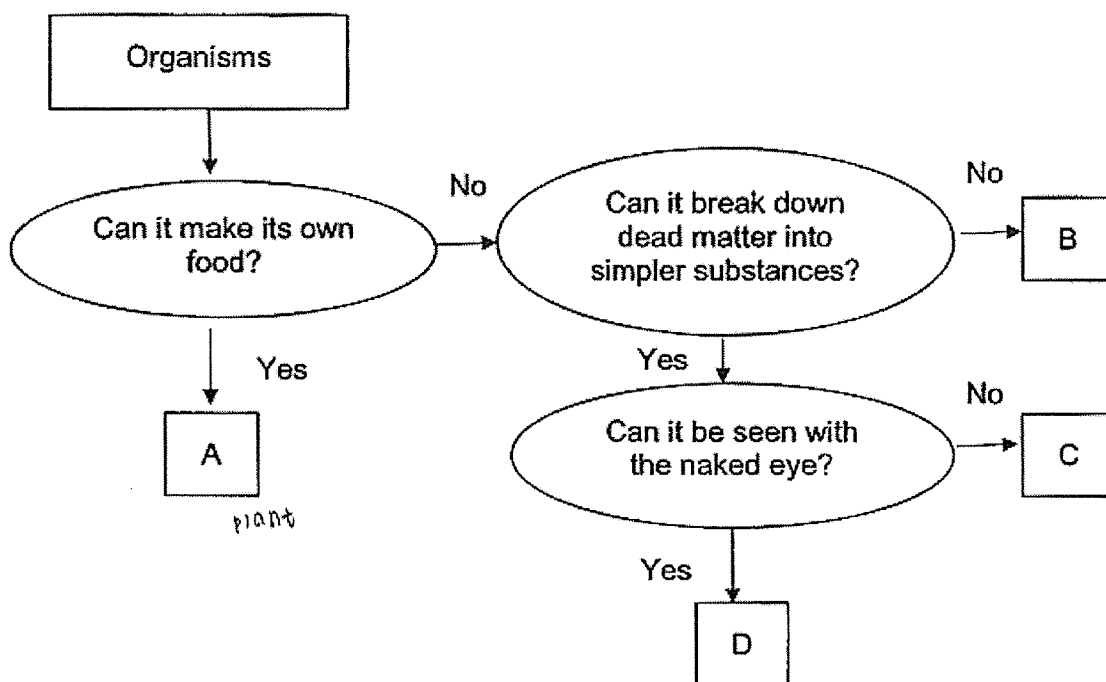 Organisms
No
No
Can it make its own
food?
Can it break down
dead matter into
simpler substances?
B
Yes
Yes
No
A
plant
Can it be seen with
the naked eye?
C
Yes
D